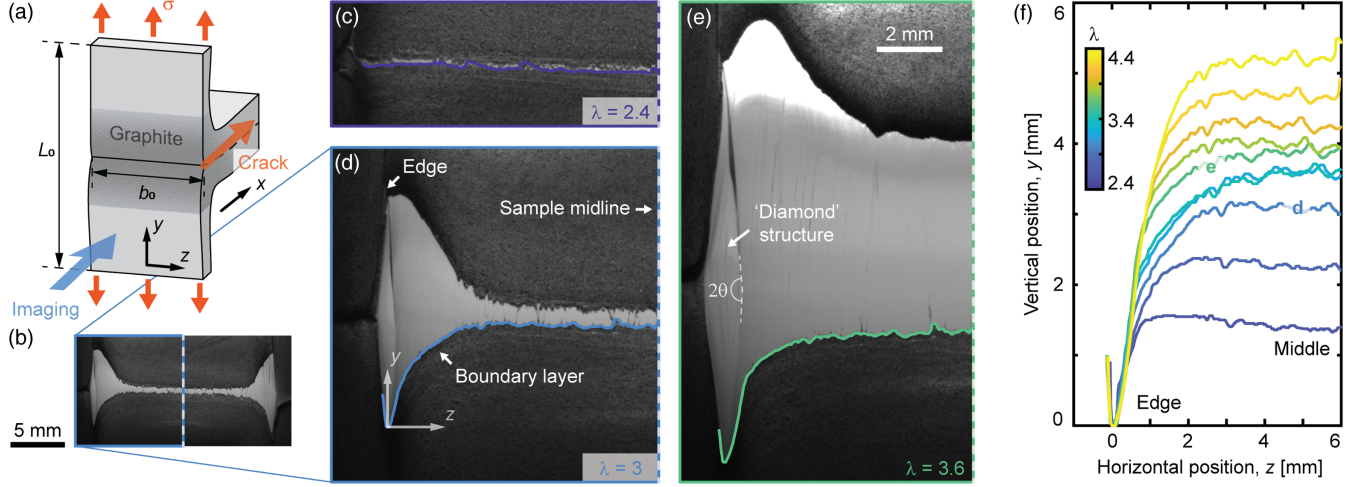 (a)
σ
L₀
Graphite
Crack
b₀
x
y
z
Imaging
(b)
5 mm
(c)
λ = 2.4
(d)
Edge
Sample midline
y
z
Boundary layer
λ = 3
(e)
2 mm
‘Diamond’
structure
2θ
λ = 3.6
(f)
6
4
2
0
Vertical position, y [mm]
λ
4.4
3.4
2.4
e
d
Middle
Edge
0 2 4 6
Horizontal position, z [mm]